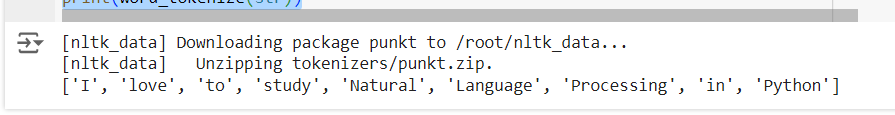 print(word_tokenize(str))
[nltk_data] Downloading package punkt to /root/nltk_data...
[nltk_data]   Unzipping tokenizers/punkt.zip.
['I', 'love', 'to', 'study', 'Natural', 'Language', 'Processing', 'in', 'Python']